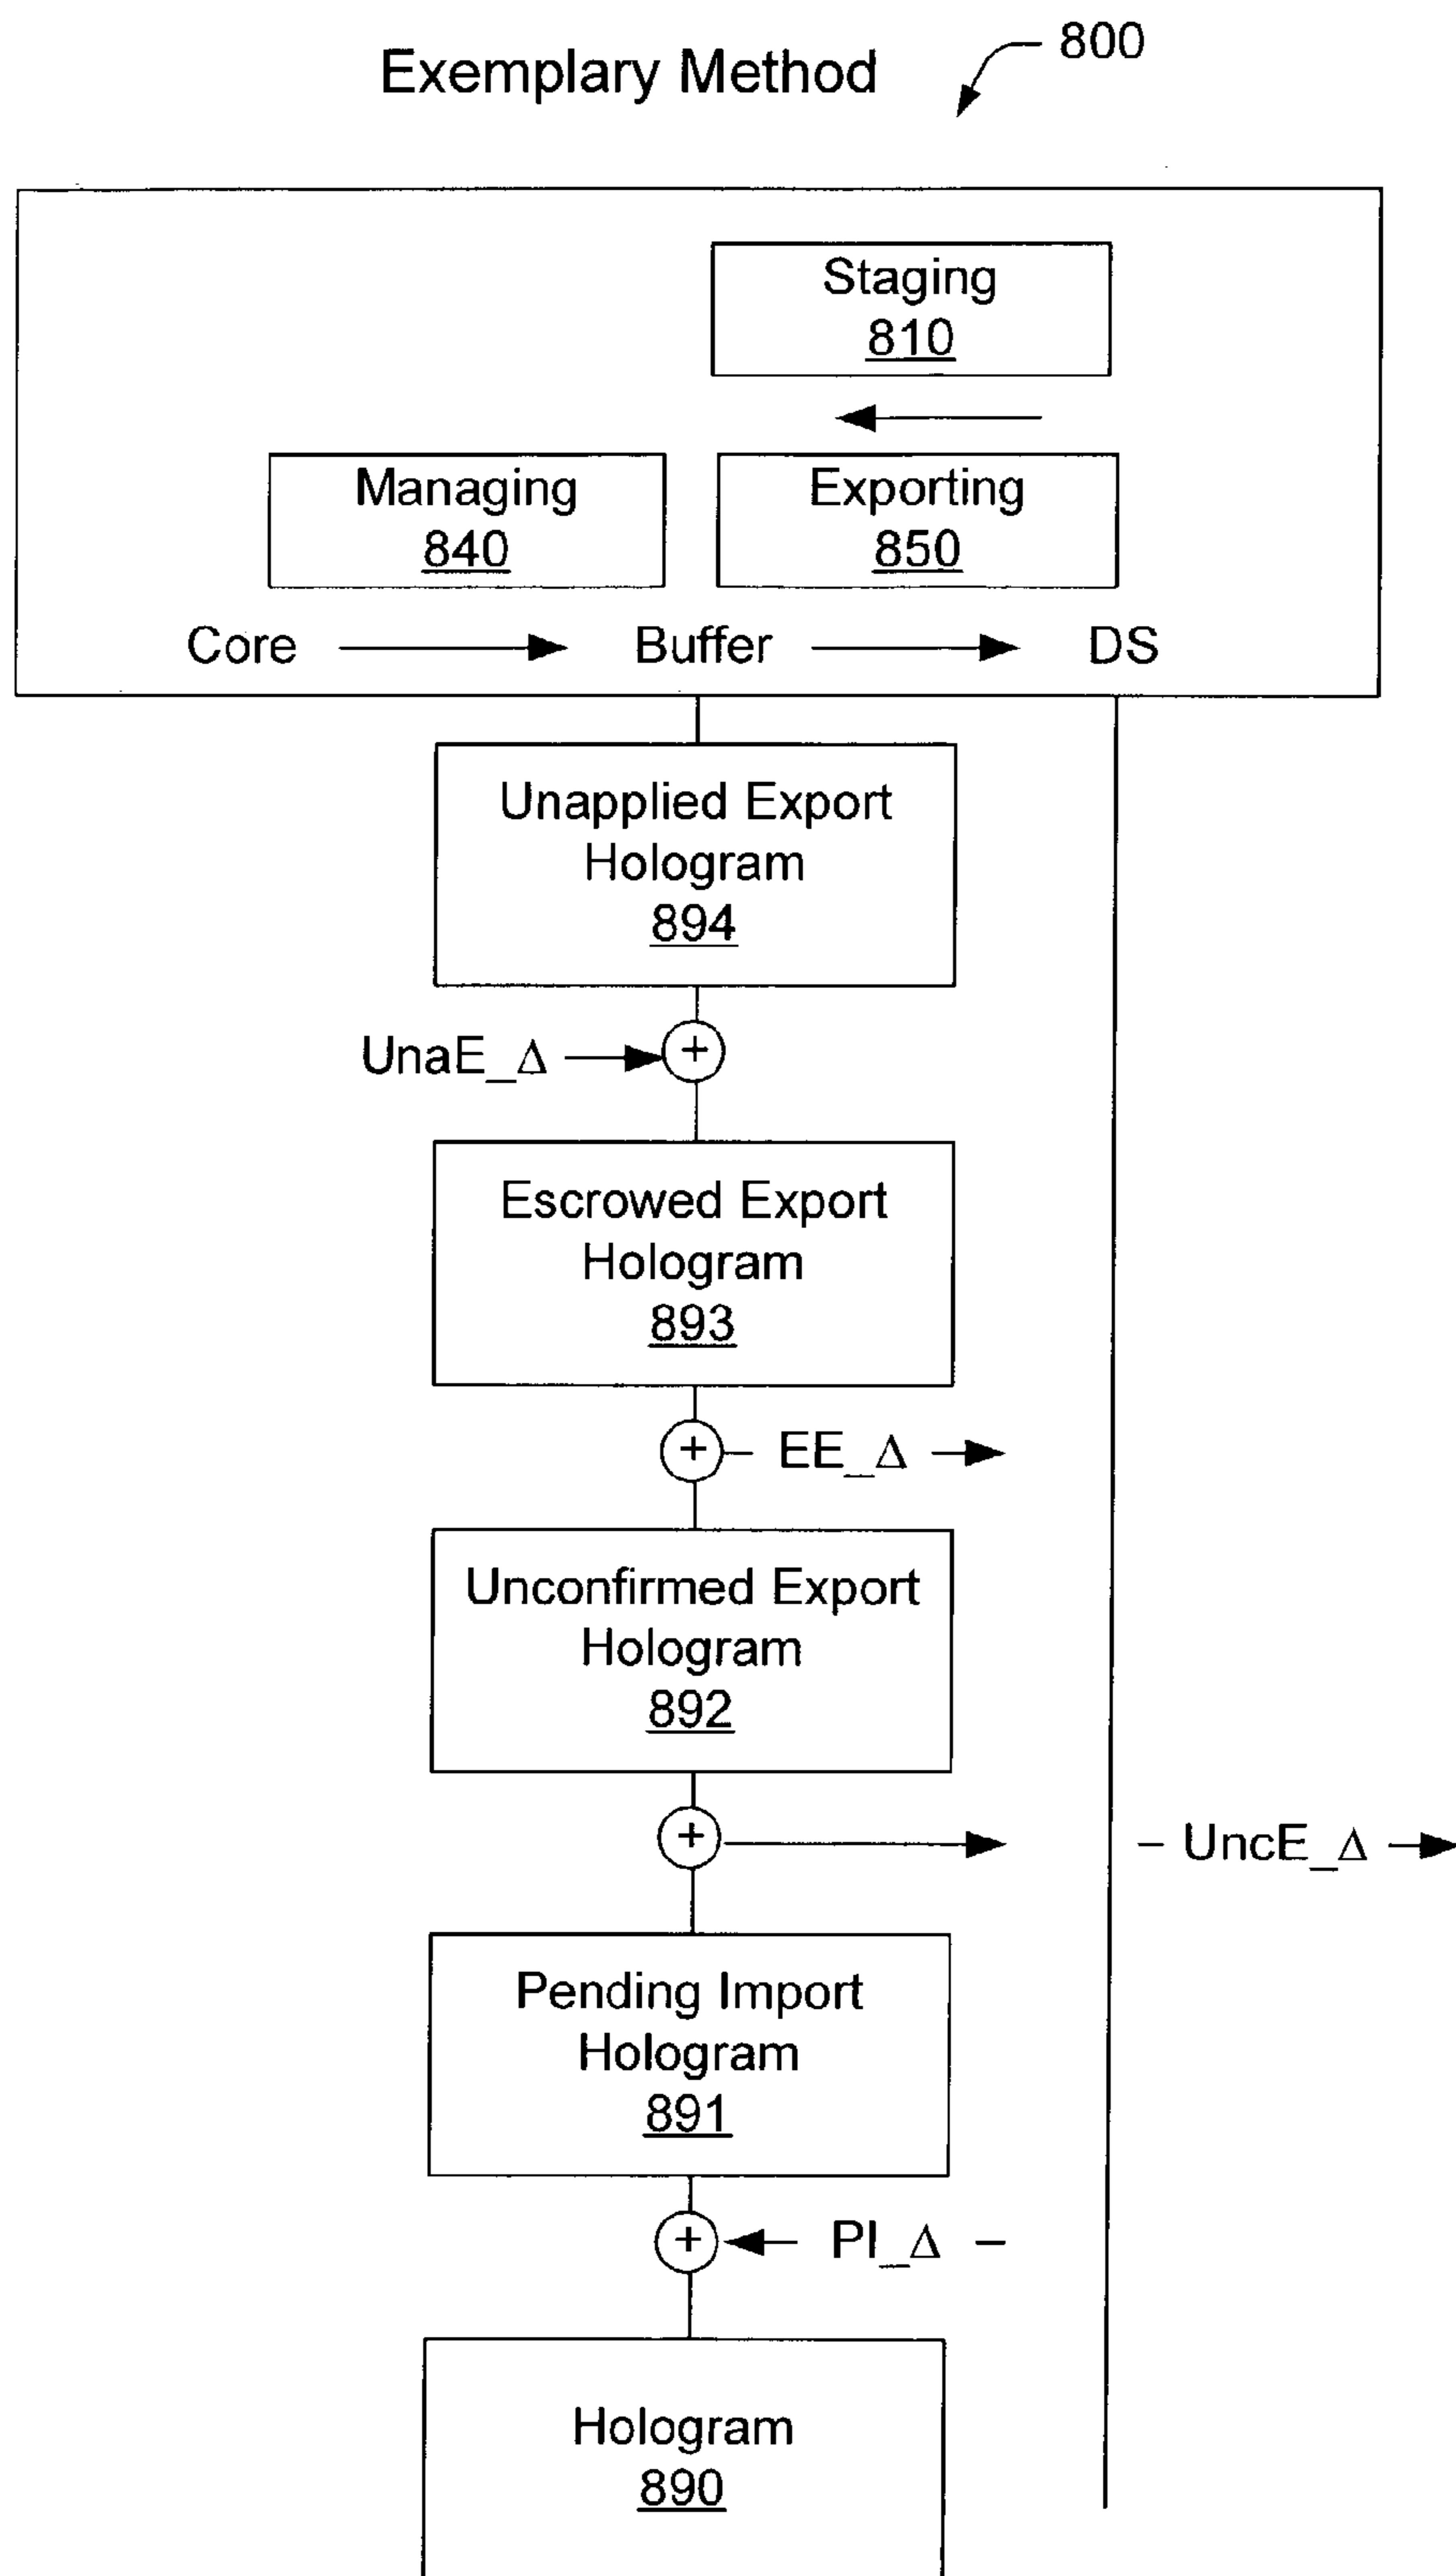 Exemplary Method
800
Staging
810
Managing
840
Exporting
850
Core
Buffer
DS
Unapplied Export
Hologram
894
UnaE_Δ
+
Escrowed Export
Hologram
893
+
EE_Δ
Unconfirmed Export
Hologram
892
+
UncE_Δ
Pending Import
Hologram
891
+
PI_Δ
Hologram
890